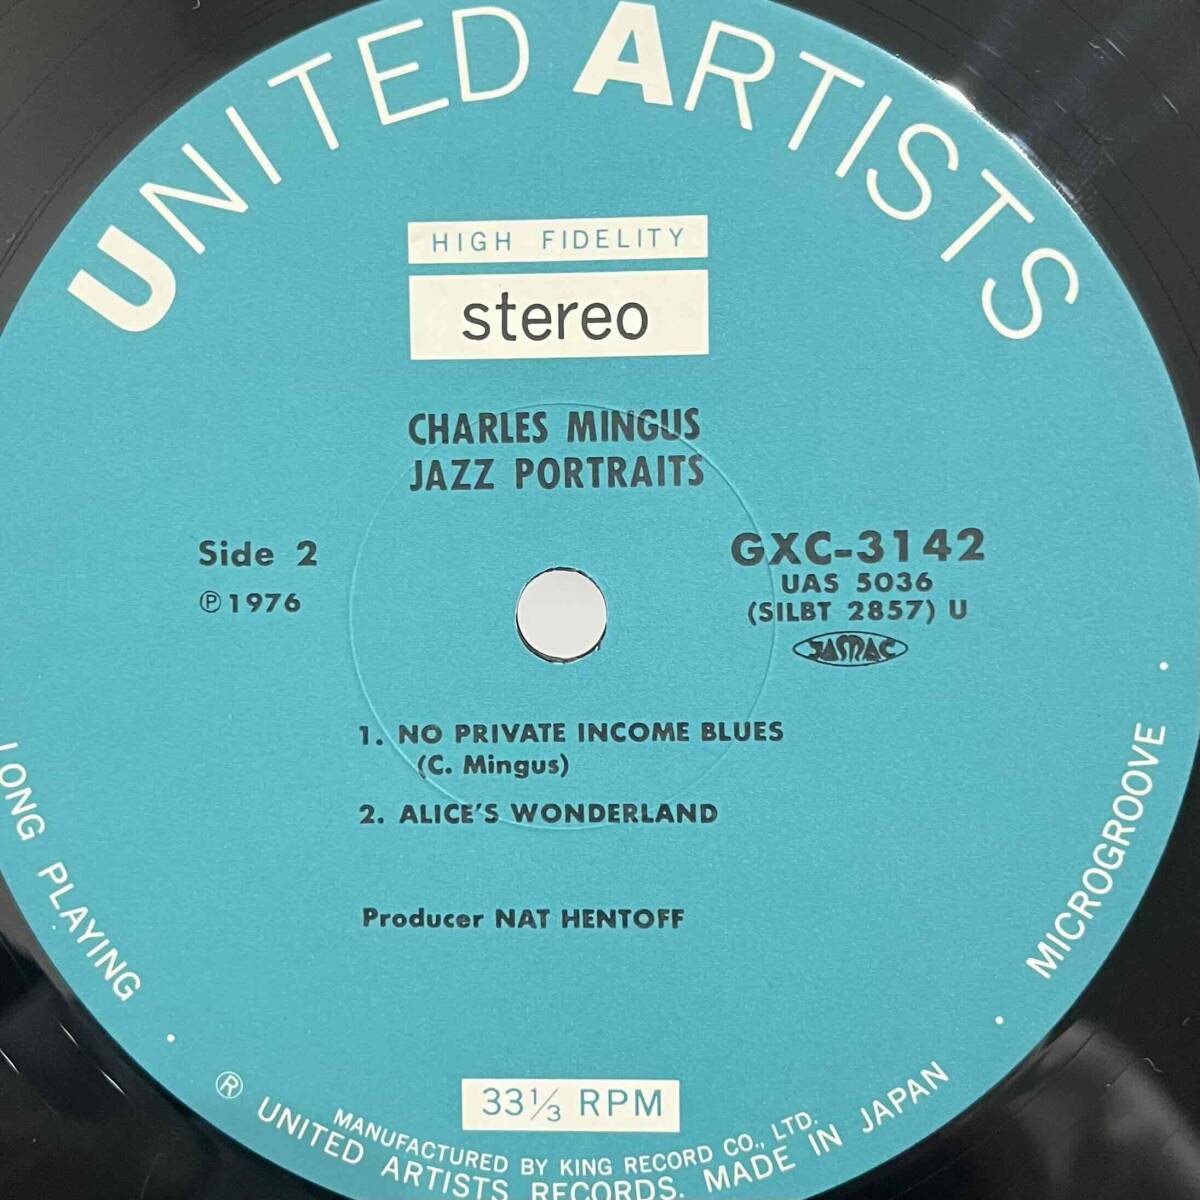 UNITED ARTISTS
HIGH FIDELITY
stereo
CHARLES MINGUS
JAZZ PORTRAITS
Side 2
℗ 1976
GXC-3142
UAS 5036
(SILBT 2857) U
JASRAC
1. NO PRIVATE INCOME BLUES
(C. Mingus)
2. ALICE'S WONDERLAND
Producer NAT HENTOFF
LONG PLAYING
MICROGROOVE
33⅓ RPM
MANUFACTURED BY KING RECORD CO., LTD.
® UNITED ARTISTS RECORDS. MADE IN JAPAN